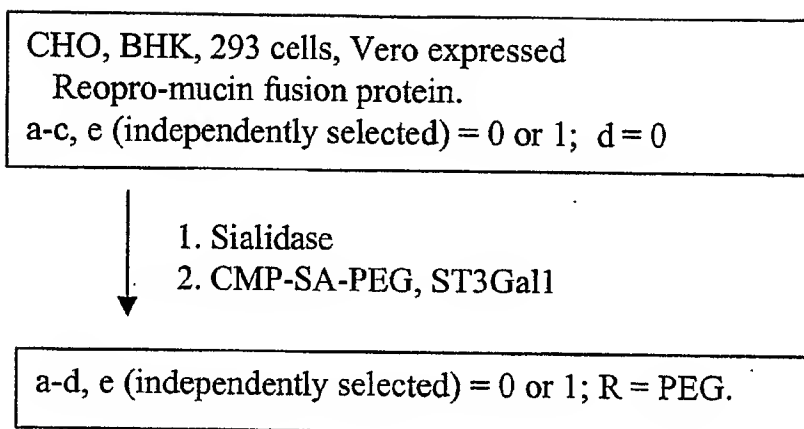 CHO, BHK, 293 cells, Vero expressed
Reopro-mucin fusion protein.
a-c, e (independently selected) = 0 or 1; d = 0
1. Sialidase
2. CMP-SA-PEG, ST3Gal1
a-d, e (independently selected) = 0 or 1; R = PEG.